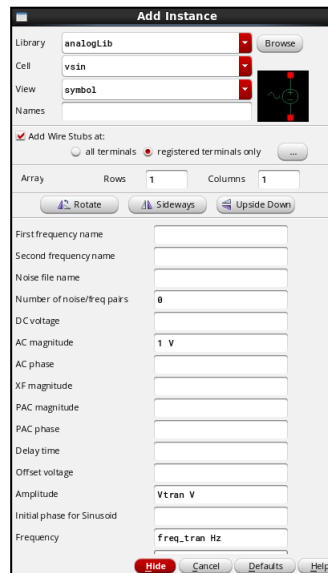 Add Instance
Library analogLib Browse
Cell vsin
View symbol
Names
Add Wire Stubs at:
all terminals registered terminals only ...
Array Rows 1 Columns 1
Rotate Sideways Upside Down
First frequency name
Second frequency name
Noise file name
Number of noise/freq pairs 0
DC voltage
AC magnitude 1 V
AC phase
XF magnitude
PAC magnitude
PAC phase
Delay time
Offset voltage
Amplitude Vtran V
Initial phase for Sinusoid
Frequency freq_tran Hz
Hide Cancel Defaults Help